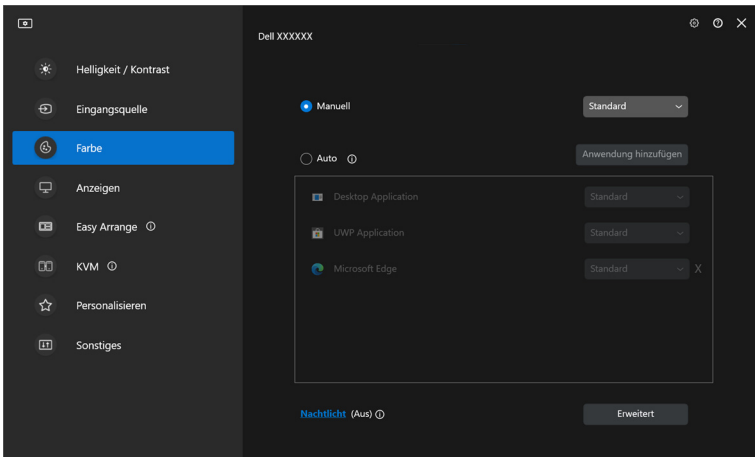 Dell XXXXXX
Helligkeit / Kontrast
Eingangsquelle
Farbe
Anzeigen
Easy Arrange
KVM
Personalisieren
Sonstiges
Manuell
Standard
Auto
Anwendung hinzufügen
Desktop Application
Standard
UWP Application
Standard
Microsoft Edge
Standard
X
Nachtlicht (Aus)
Erweitert